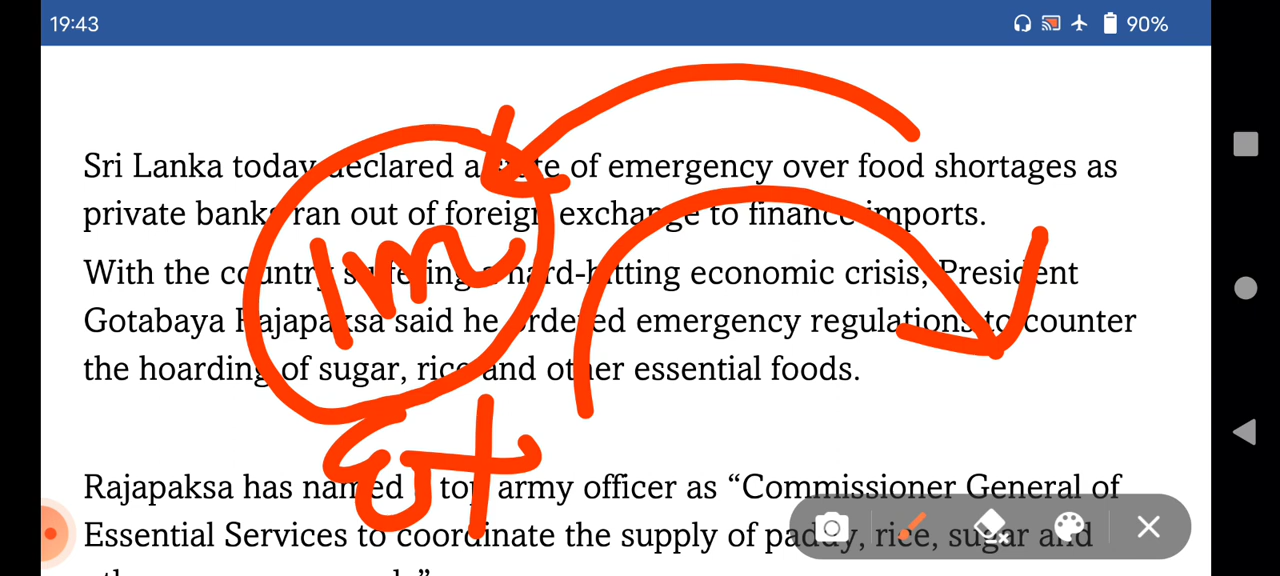 19:43
90%
Sri Lanka today declared a state of emergency over food shortages as
private banks ran out of foreign exchange to finance imports.
With the country suffering a hard-hitting economic crisis, President
Gotabaya Rajapaksa said he ordered emergency regulations to counter
the hoarding of sugar, rice and other essential foods.
Im
Ex
Rajapaksa has named a top army officer as “Commissioner General of
Essential Services to coordinate the supply of paddy, rice, sugar and